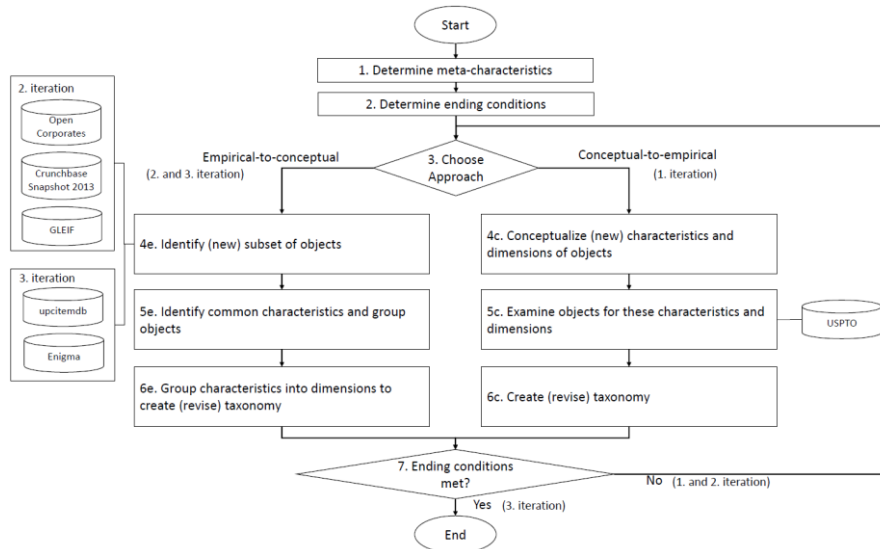 Start
1. Determine meta-characteristics
2. Determine ending conditions
3. Choose
Approach
Empirical-to-conceptual
(2. and 3. iteration)
Conceptual-to-empirical
(1. iteration)
2. iteration
Open
Corporates
Crunchbase
Snapshot 2013
GLEIF
3. iteration
upcitemdb
Enigma
4e. Identify (new) subset of objects
5e. Identify common characteristics and group
objects
6e. Group characteristics into dimensions to
create (revise) taxonomy
4c. Conceptualize (new) characteristics and
dimensions of objects
5c. Examine objects for these characteristics and
dimensions
USPTO
6c. Create (revise) taxonomy
7. Ending conditions
met?
No (1. and 2. iteration)
Yes (3. iteration)
End